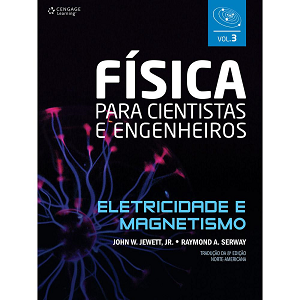 CENGAGE
Learning
VOL.3
FÍSICA
PARA CIENTISTAS
E ENGENHEIROS
ELETRICIDADE E
MAGNETISMO
JOHN W. JEWETT, JR. • RAYMOND A. SERWAY
TRADUÇÃO DA 8ª EDIÇÃO
NORTE-AMERICANA